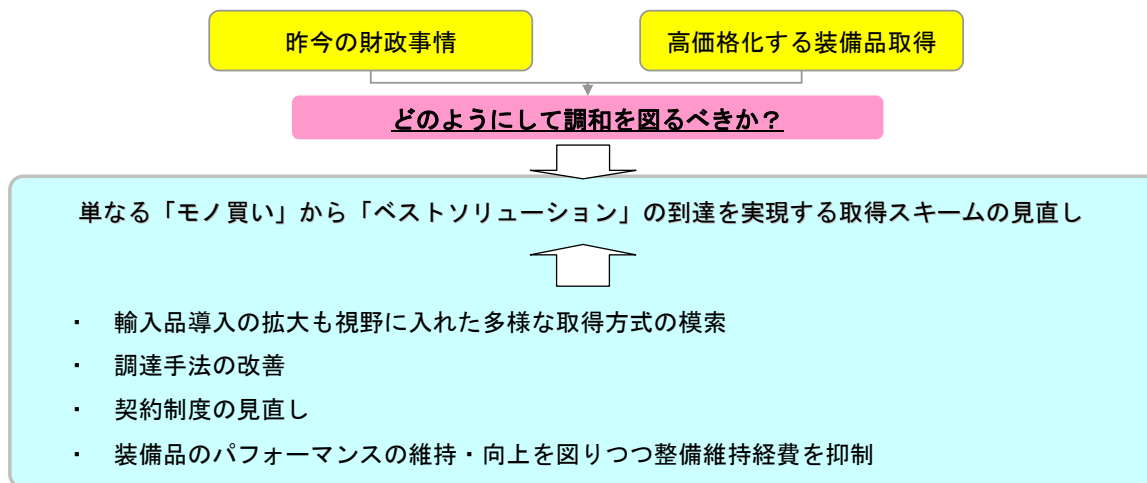 昨今の財政事情
高価格化する装備品取得
どのようにして調和を図るべきか？
単なる「モノ買い」から「ベストソリューション」の到達を実現する取得スキームの見直し
・ 輸入品導入の拡大も視野に入れた多様な取得方式の模索
・ 調達手法の改善
・ 契約制度の見直し
・ 装備品のパフォーマンスの維持・向上を図りつつ整備維持経費を抑制